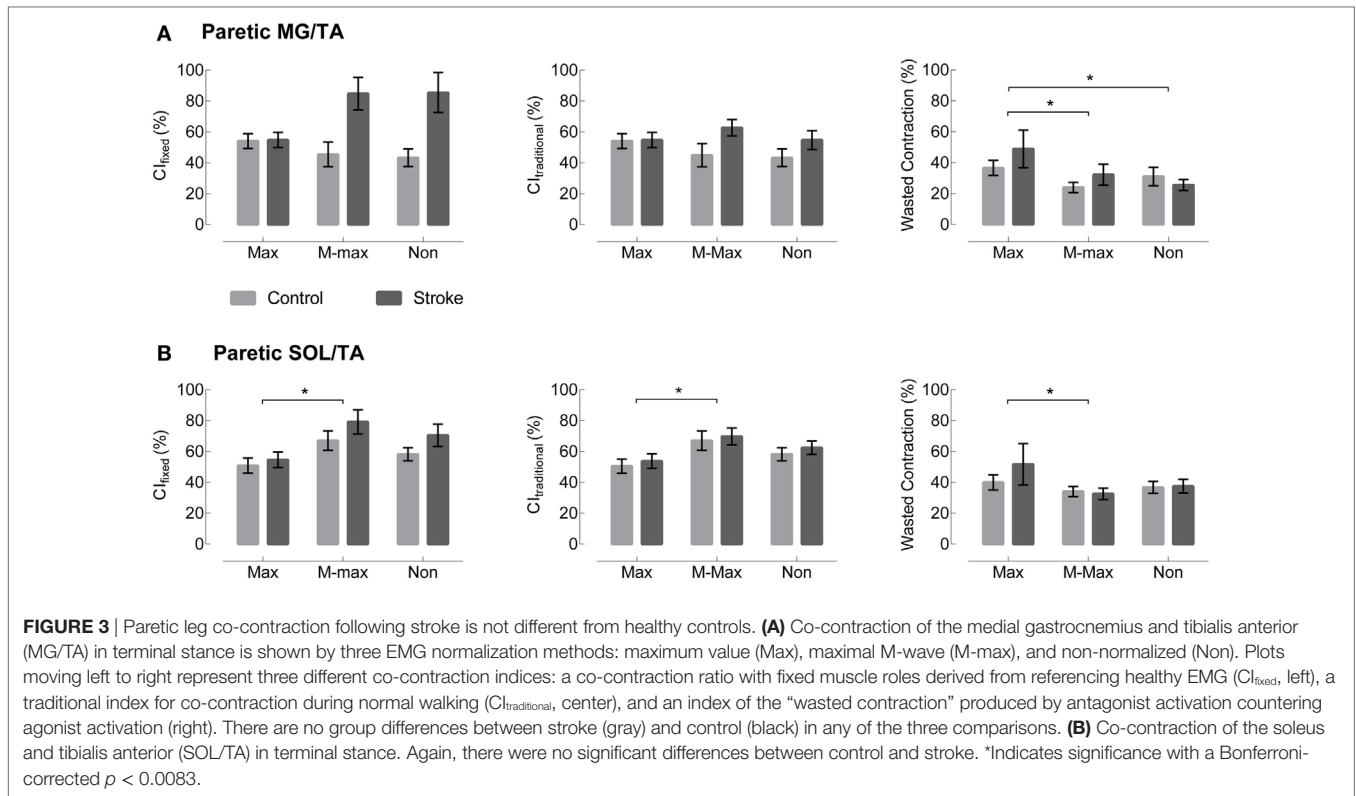 A Paretic MG/TA
100
80
60
40
20
0
CIfixed (%)
Max M-max Non
100
80
60
40
20
0
CItraditional (%)
Max M-Max Non
100
80
60
40
20
0
Wasted Contraction (%)
*
*
Max M-max Non
Control Stroke
B Paretic SOL/TA
100
80
60
40
20
0
CIfixed (%)
*
Max M-max Non
100
80
60
40
20
0
CItraditional (%)
*
Max M-Max Non
100
80
60
40
20
0
Wasted Contraction (%)
*
Max M-Max Non
FIGURE 3 | Paretic leg co-contraction following stroke is not different from healthy controls. (A) Co-contraction of the medial gastrocnemius and tibialis anterior
(MG/TA) in terminal stance is shown by three EMG normalization methods: maximum value (Max), maximal M-wave (M-max), and non-normalized (Non). Plots
moving left to right represent three different co-contraction indices: a co-contraction ratio with fixed muscle roles derived from referencing healthy EMG (CIfixed, left), a
traditional index for co-contraction during normal walking (CItraditional, center), and an index of the “wasted contraction” produced by antagonist activation countering
agonist activation (right). There are no group differences between stroke (gray) and control (black) in any of the three comparisons. (B) Co-contraction of the soleus
and tibialis anterior (SOL/TA) in terminal stance. Again, there were no significant differences between control and stroke. *Indicates significance with a Bonferroni-
corrected p < 0.0083.